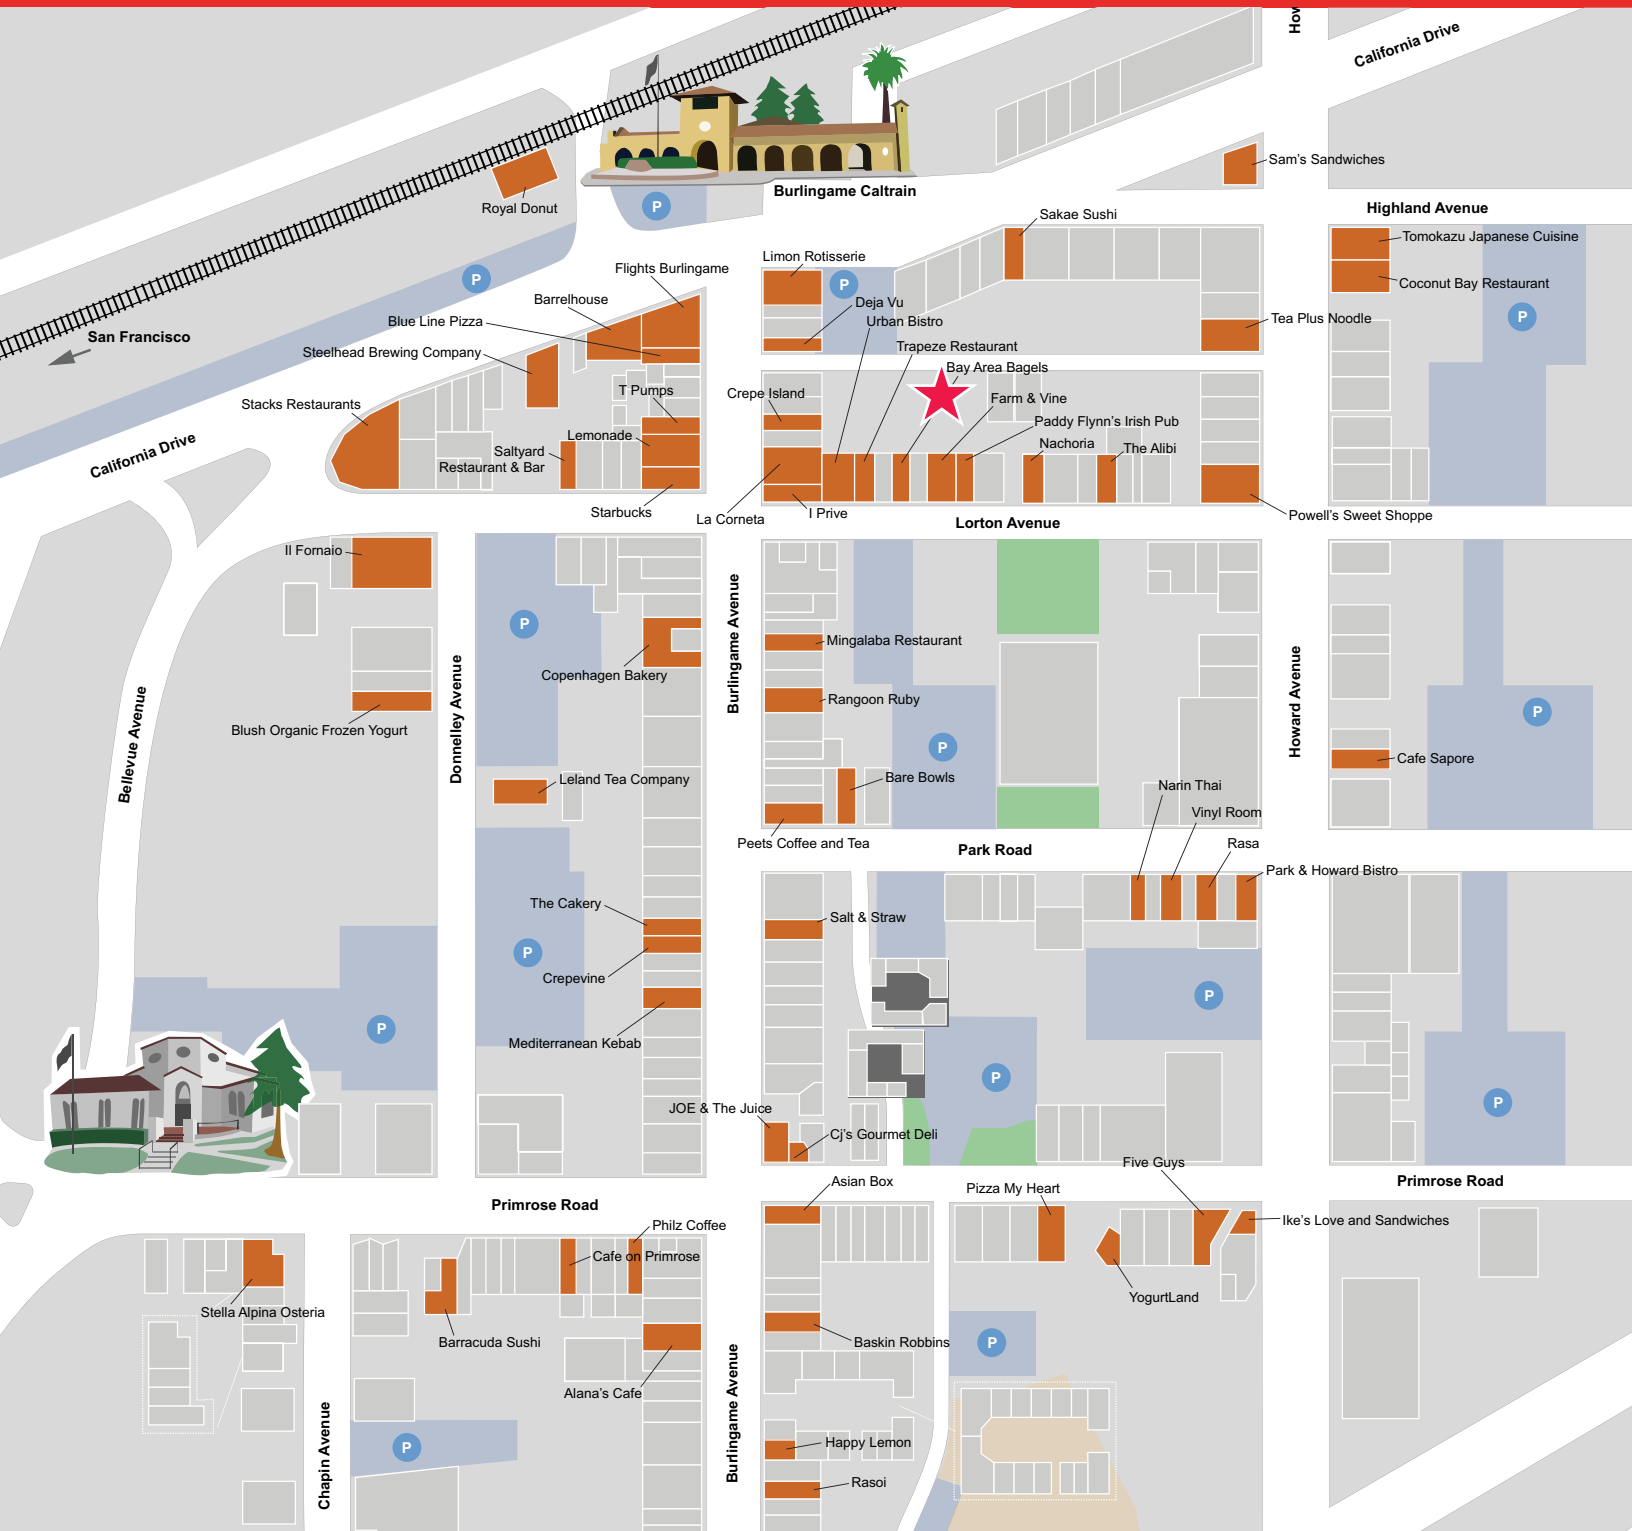 How
California Drive
Sam's Sandwiches
Burlingame Caltrain
P
Royal Donut
Highland Avenue
Sakae Sushi
Tomokazu Japanese Cuisine
Limon Rotisserie
Flights Burlingame
P
P
Coconut Bay Restaurant
Barrelhouse
Deja Vu
Blue Line Pizza
Urban Bistro
Tea Plus Noodle
P
San Francisco
Trapeze Restaurant
Steelhead Brewing Company
Bay Area Bagels
T Pumps
Crepe Island
Farm & Vine
Stacks Restaurants
Paddy Flynn's Irish Pub
Lemonade
Nachoria
The Alibi
California Drive
Saltyard
Restaurant & Bar
Starbucks
La Corneta
I Prive
Powell's Sweet Shoppe
Lorton Avenue
Il Fornaio
P
Burlingame Avenue
Mingalaba Restaurant
Copenhagen Bakery
Donnelley Avenue
Howard Avenue
Rangoon Ruby
P
Blush Organic Frozen Yogurt
Bellevue Avenue
P
Cafe Sapore
Leland Tea Company
Bare Bowls
Narin Thai
Vinyl Room
Peets Coffee and Tea
Park Road
Rasa
Park & Howard Bistro
The Cakery
Salt & Straw
P
Crepevine
P
P
Mediterranean Kebab
P
P
JOE & The Juice
Cj's Gourmet Deli
Five Guys
Asian Box
Pizza My Heart
Primrose Road
Primrose Road
Philz Coffee
Ike's Love and Sandwiches
Cafe on Primrose
YogurtLand
Stella Alpina Osteria
Barracuda Sushi
Baskin Robbins
P
Alana's Cafe
Burlingame Avenue
Chapin Avenue
P
Happy Lemon
Rasoi